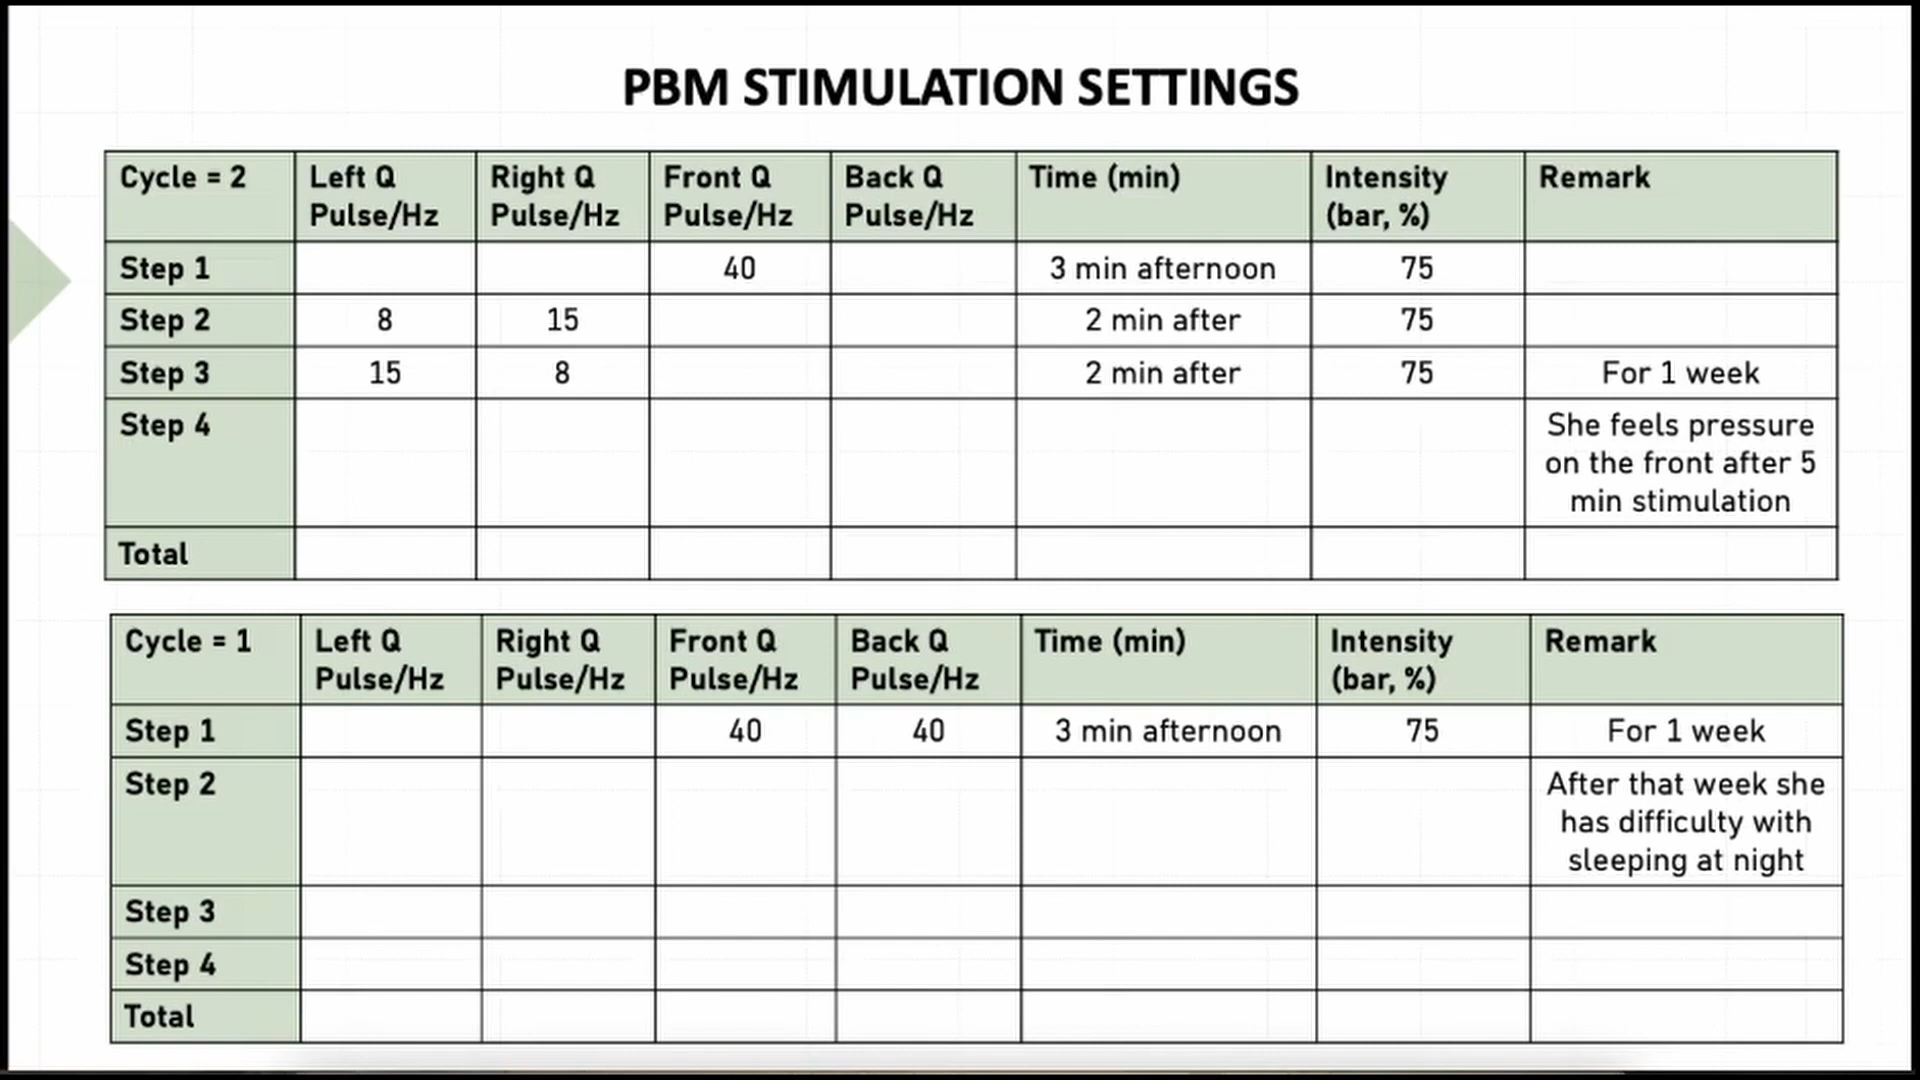 PBM STIMULATION SETTINGS
Cycle = 2 Left Q Pulse/Hz Right Q Pulse/Hz Front Q Pulse/Hz Back Q Pulse/Hz Time (min) Intensity (bar, %) Remark
Step 1 40 3 min afternoon 75
Step 2 8 15 2 min after 75
Step 3 15 8 2 min after 75 For 1 week
Step 4 She feels pressure
on the front after 5
min stimulation
Total
Cycle = 1 Left Q Pulse/Hz Right Q Pulse/Hz Front Q Pulse/Hz Back Q Pulse/Hz Time (min) Intensity (bar, %) Remark
Step 1 40 40 3 min afternoon 75 For 1 week
Step 2 After that week she
has difficulty with
sleeping at night
Step 3
Step 4
Total